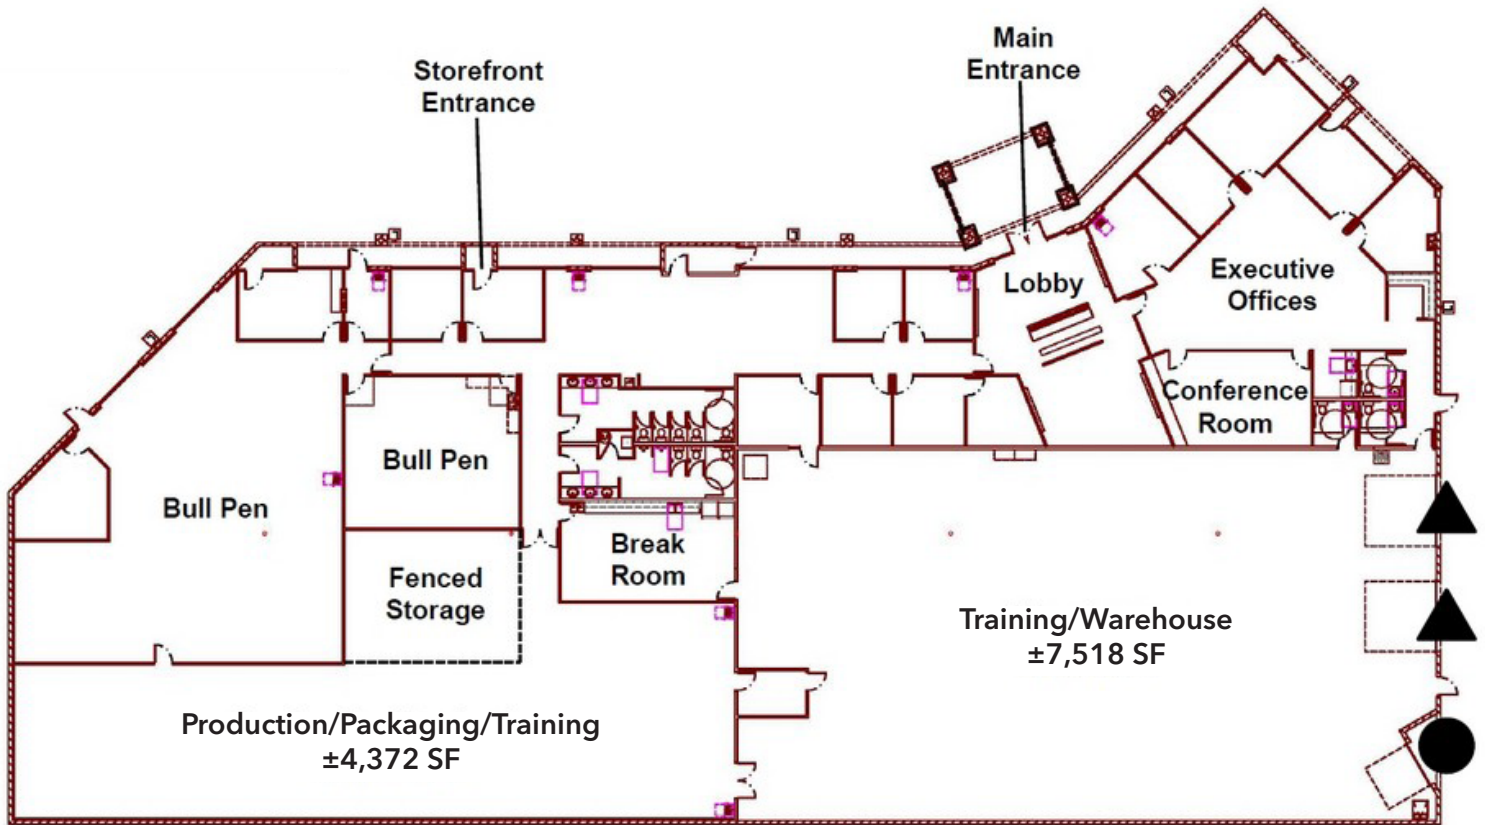 Main
Entrance
Storefront
Entrance
Lobby
Executive
Offices
Conference
Room
Bull Pen
Bull Pen
Break
Room
Fenced
Storage
Training/Warehouse
±7,518 SF
Production/Packaging/Training
±4,372 SF